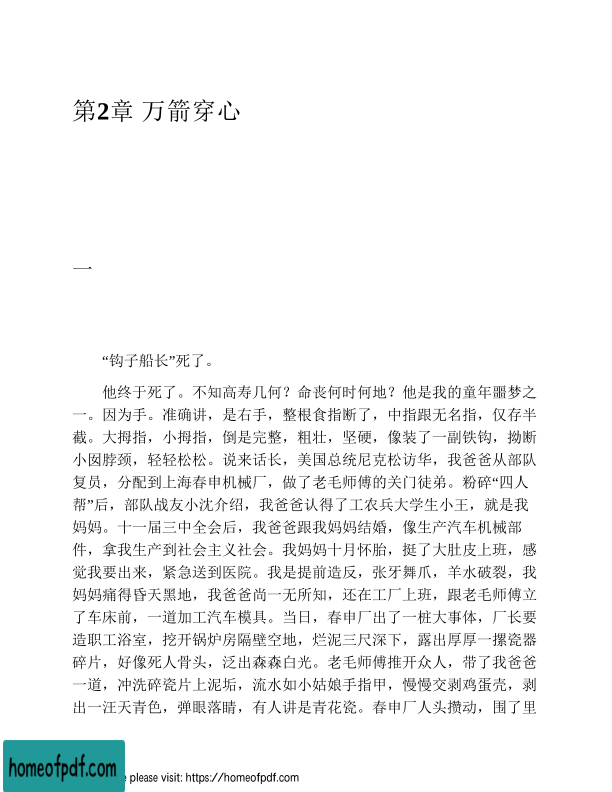 第2章 万箭穿心
一
“钩子船长”死了。
他终于死了。不知高寿几何？命丧何时何地？他是我的童年噩梦之
一。因为手。准确讲，是右手，整根食指断了，中指跟无名指，仅存半
截。大拇指，小拇指，倒是完整，粗壮，坚硬，像装了一副铁钩，拗断
小囡脖颈，轻轻松松。说来话长，美国总统尼克松访华，我爸爸从部队
复员，分配到上海春申机械厂，做了老毛师傅的关门徒弟。粉碎“四人
帮”后，部队战友小沈介绍，我爸爸认得了工农兵大学生小王，就是我
妈妈。十一届三中全会后，我爸爸跟我妈妈结婚，像生产汽车机械部
件，拿我生产到社会主义社会。我妈妈十月怀胎，挺了大肚皮上班，感
觉我要出来，紧急送到医院。我是提前造反，张牙舞爪，羊水破裂，我
妈妈痛得昏天黑地，我爸爸尚一无所知，还在工厂上班，跟老毛师傅立
了车床前，一道加工汽车模具。当日，春申厂出了一桩大事体，厂长要
造职工浴室，挖开锅炉房隔壁空地，烂泥三尺深下，露出厚厚一摞瓷器
碎片，好像死人骨头，泛出森森白光。老毛师傅推开众人，带了我爸爸
一道，冲洗碎瓷片上泥垢，流水如小姑娘手指甲，慢慢交剥鸡蛋壳，剥
出一汪天青色，弹眼落睛，有人讲是青花瓷。春申厂人头攒动，围了里
homeofpdf.com
e please visit: https://homeofpdf.com